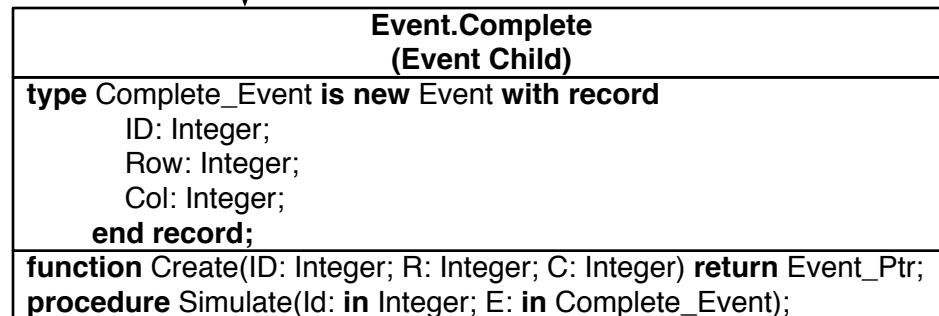 Event.Complete
(Event Child)
type Complete_Event is new Event with record
ID: Integer;
Row: Integer;
Col: Integer;
end record;
function Create(ID: Integer; R: Integer; C: Integer) return Event_Ptr;
procedure Simulate(Id: in Integer; E: in Complete_Event);